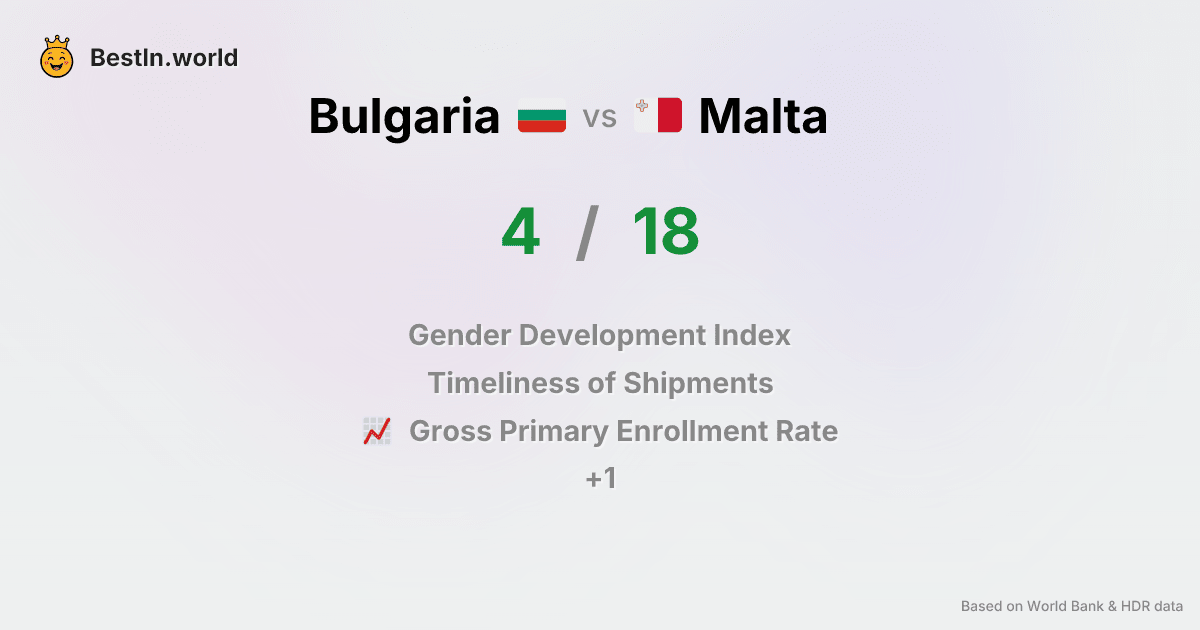 BestIn.world
Bulgaria vs Malta
4 / 18
Gender Development Index
Timeliness of Shipments
Gross Primary Enrollment Rate
+1
Based on World Bank & HDR data